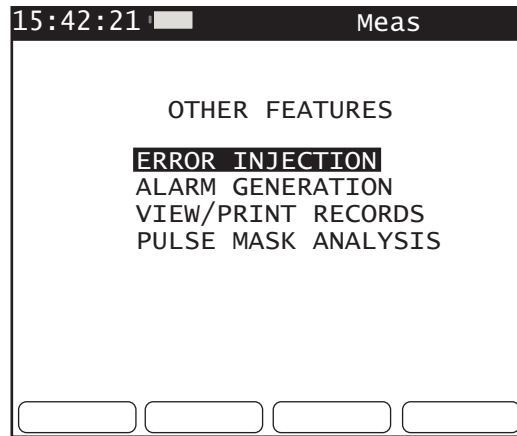 15:42:21 Meas
OTHER FEATURES
ERROR INJECTION
ALARM GENERATION
VIEW/PRINT RECORDS
PULSE MASK ANALYSIS